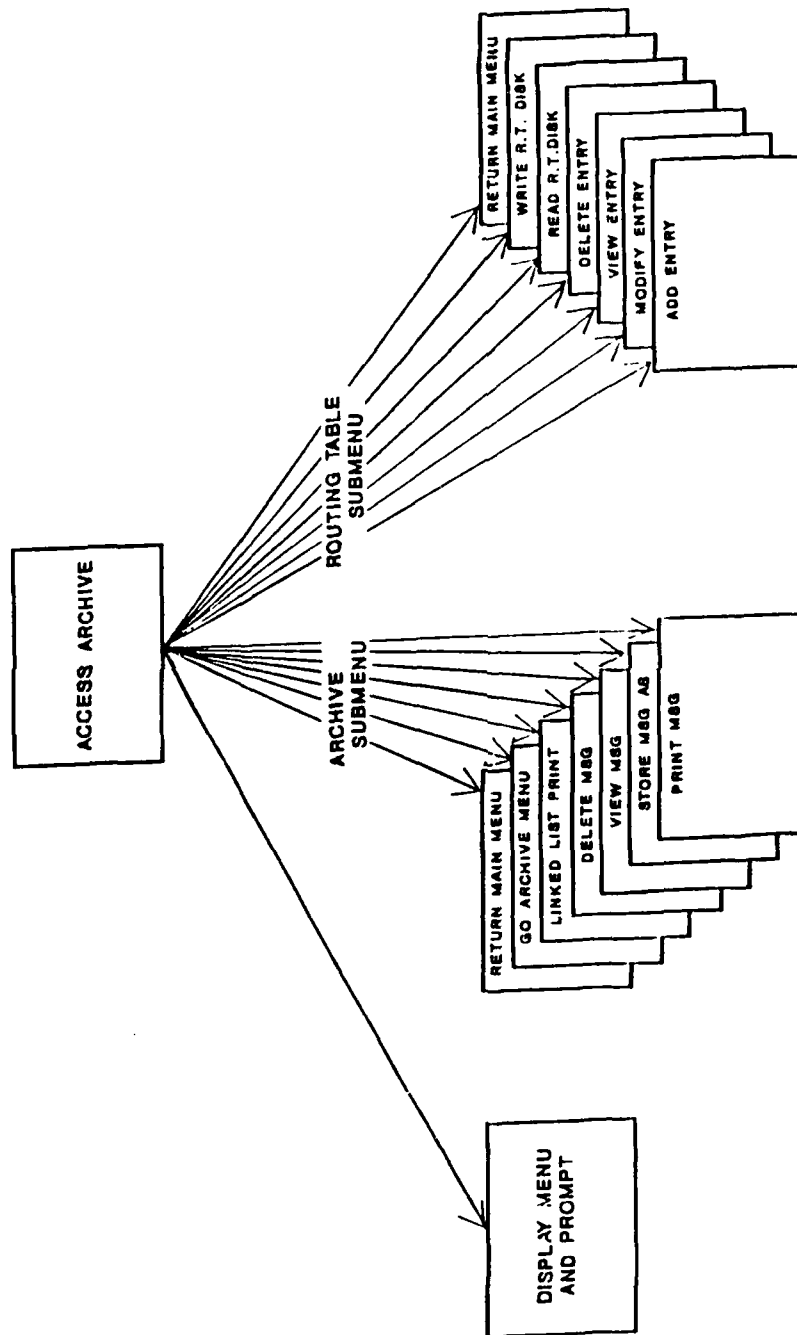 ACCESS ARCHIVE
DISPLAY MENU
AND PROMPT
ARCHIVE
SUBMENU
RETURN MAIN MENU
GO ARCHIVE MENU
LINKED LIST PRINT
DELETE MSG
VIEW MSG
STORE MSG AS
PRINT MSG
ROUTING TABLE
SUBMENU
RETURN MAIN MENU
WRITE R.T. DISK
READ R.T.DISK
DELETE ENTRY
VIEW ENTRY
MODIFY ENTRY
ADD ENTRY